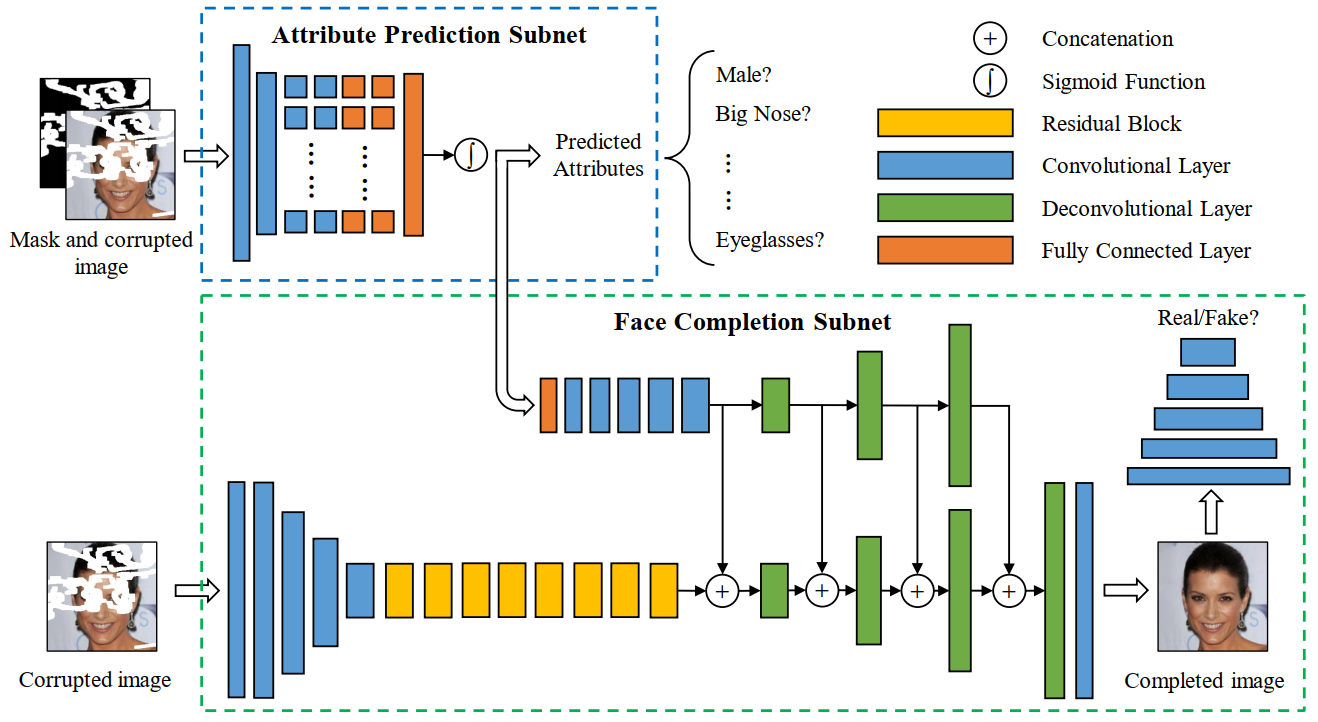 Attribute Prediction Subnet
Mask and corrupted
image
∫
Predicted
Attributes
Male?
Big Nose?
Eyeglasses?
+ Concatenation
∫ Sigmoid Function
Residual Block
Convolutional Layer
Deconvolutional Layer
Fully Connected Layer
Face Completion Subnet
Real/Fake?
+ + + +
Corrupted image
Completed image